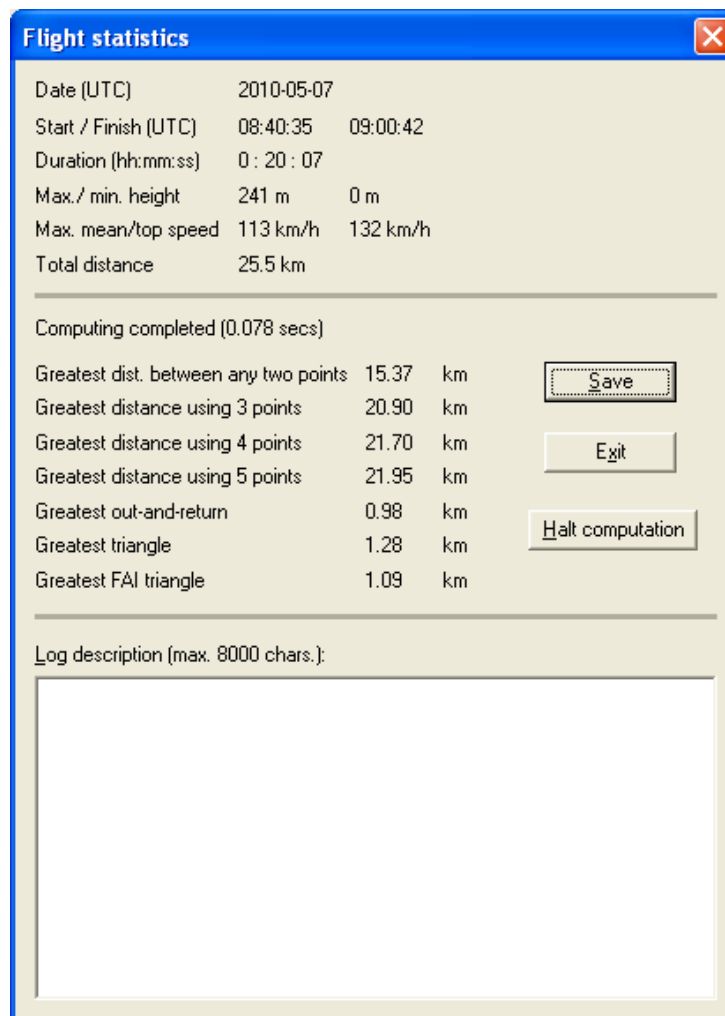 Flight statistics
Date (UTC) 2010-05-07
Start / Finish (UTC) 08:40:35 09:00:42
Duration (hh:mm:ss) 0 : 20 : 07
Max./ min. height 241 m 0 m
Max. mean/top speed 113 km/h 132 km/h
Total distance 25.5 km
Computing completed (0.078 secs)
Greatest dist. between any two points 15.37 km
Save
Greatest distance using 3 points 20.90 km
Greatest distance using 4 points 21.70 km
Exit
Greatest distance using 5 points 21.95 km
Greatest out-and-return 0.98 km
Halt computation
Greatest triangle 1.28 km
Greatest FAI triangle 1.09 km
Log description (max. 8000 chars.):